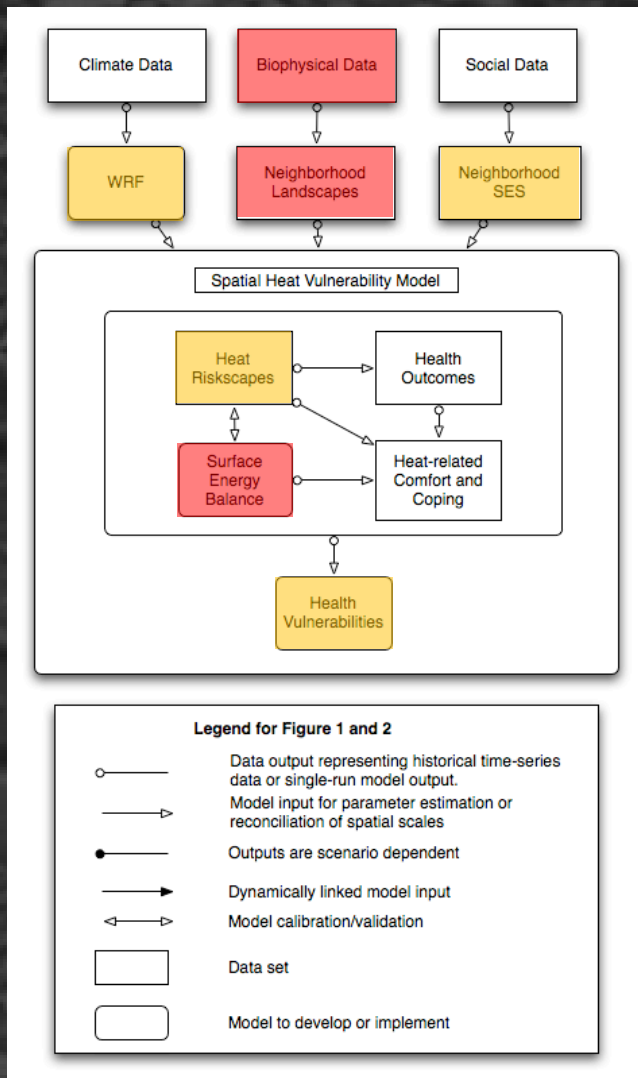 Climate Data
Biophysical Data
Social Data
WRF
Neighborhood
Landscapes
Neighborhood
SES
Spatial Heat Vulnerability Model
Heat
Riskscapes
Health
Outcomes
Surface
Energy
Balance
Heat-related
Comfort and
Coping
Health
Vulnerabilities
Legend for Figure 1 and 2
Data output representing historical time-series
data or single-run model output.
Model input for parameter estimation or
reconciliation of spatial scales
Outputs are scenario dependent
Dynamically linked model input
Model calibration/validation
Data set
Model to develop or implement